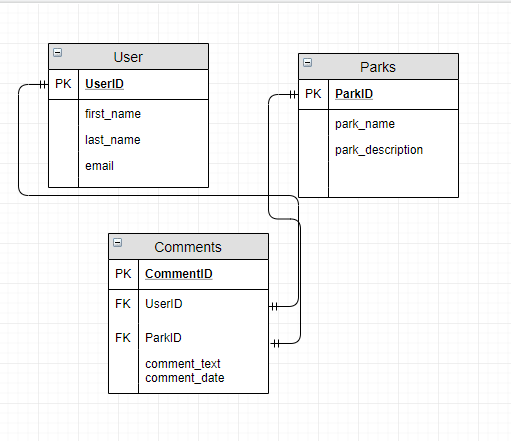 User
PK UserID
first_name
last_name
email
Parks
PK ParkID
park_name
park_description
Comments
PK CommentID
FK UserID
FK ParkID
comment_text
comment_date